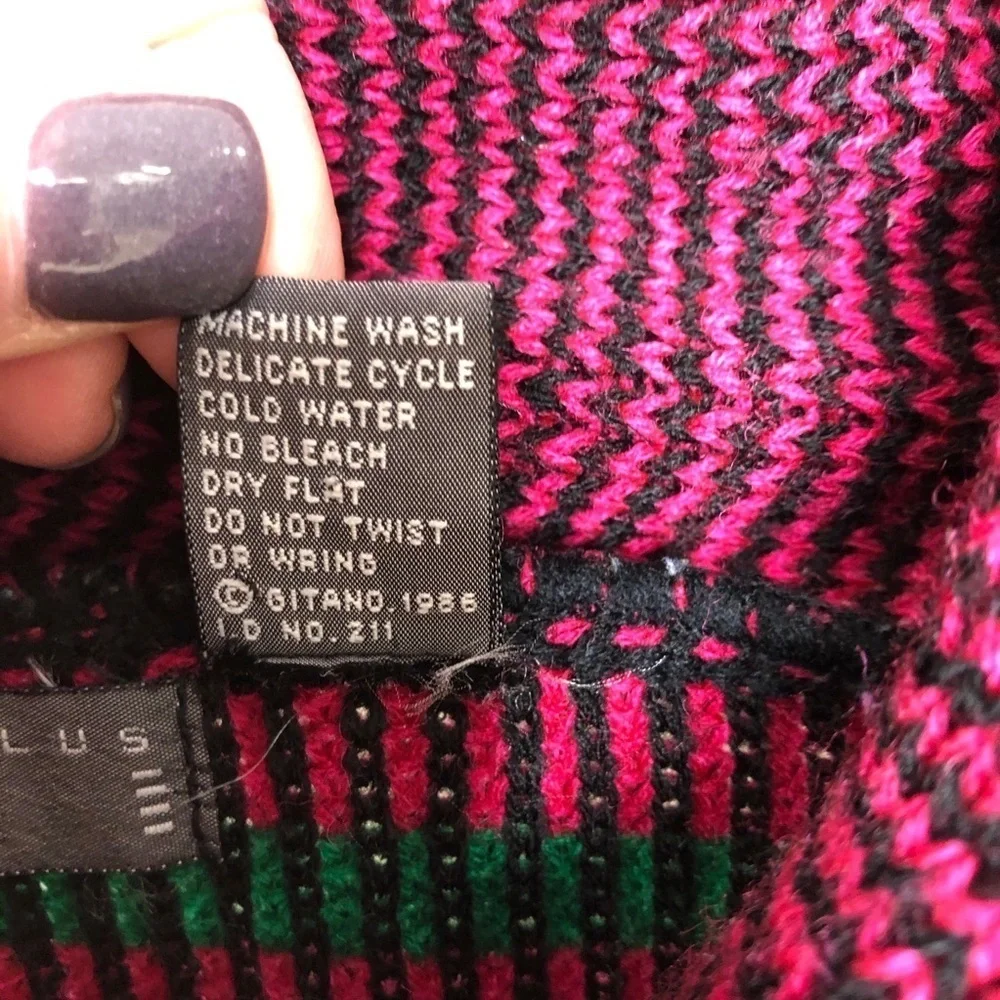 MACHINE WASH
DELICATE CYCLE
COLD WATER
NO BLEACH
DRY FLAT
DO NOT TWIST
OR WRING
© GITANO. 1986
I D NO. 211
LUS